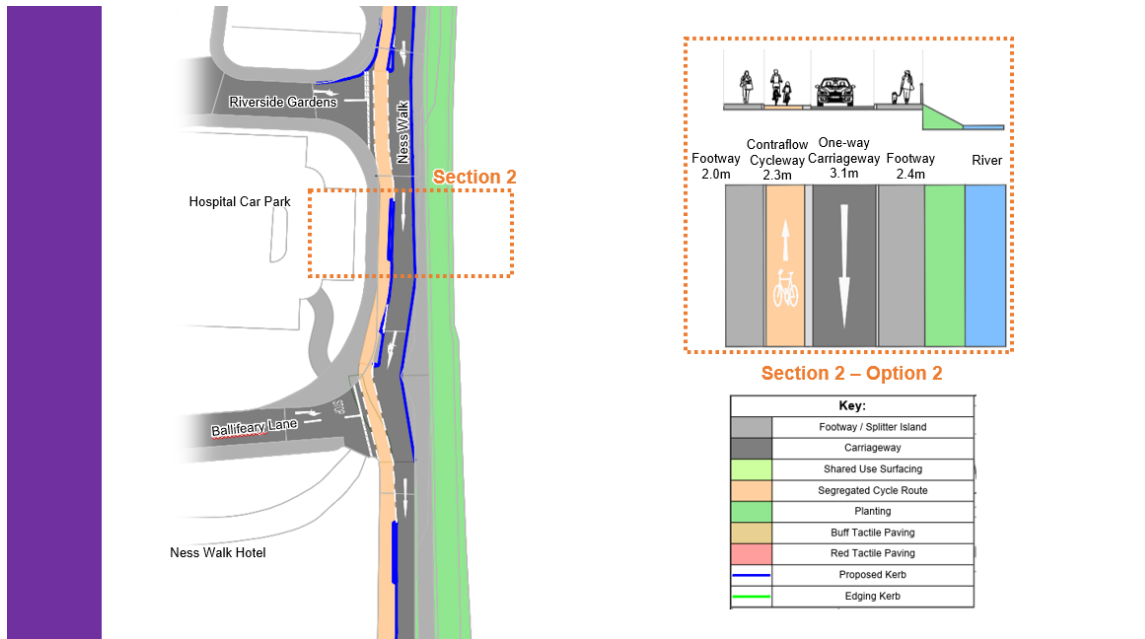 Riverside Gardens
Ness Walk
Section 2
Hospital Car Park
STOP
Ballifeary Lane
Ness Walk Hotel
Footway
2.0m
Contraflow
Cycleway
2.3m
One-way
Carriageway
3.1m
Footway
2.4m
River
Section 2 – Option 2
Key:
Footway / Splitter Island
Carriageway
Shared Use Surfacing
Segregated Cycle Route
Planting
Buff Tactile Paving
Red Tactile Paving
Proposed Kerb
Edging Kerb